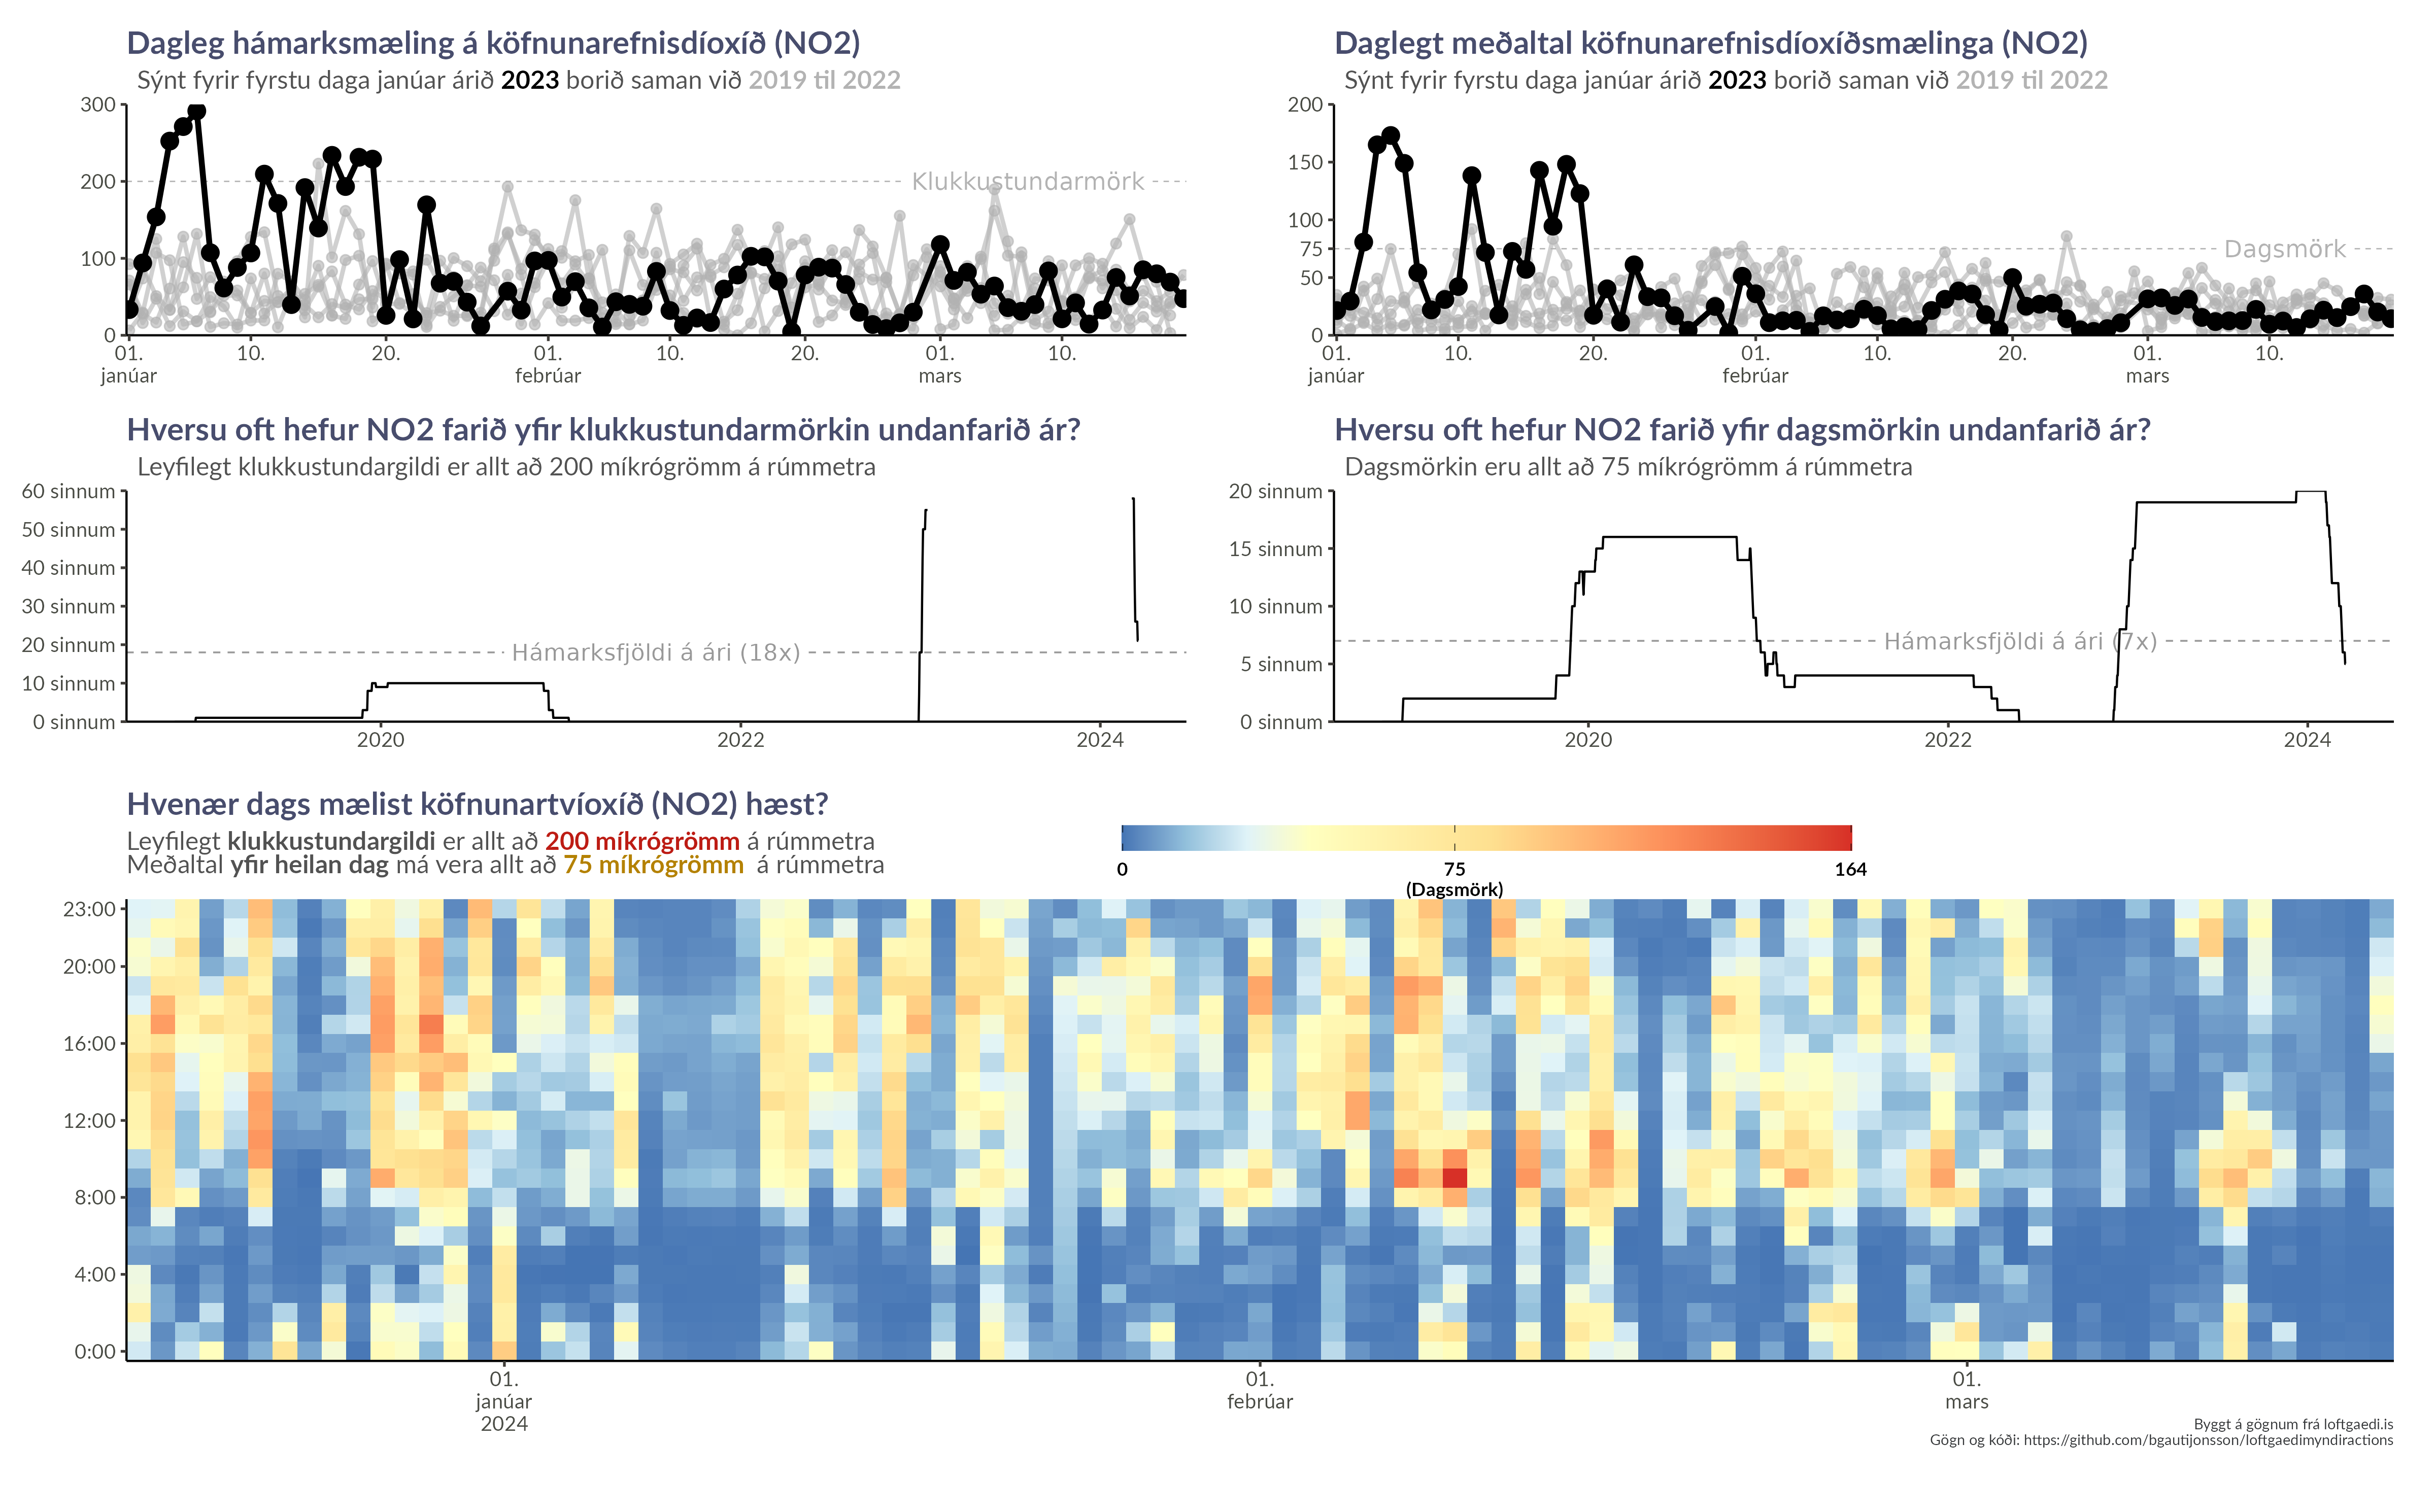 Dagleg hámarksmæling á köfnunarefnisdíoxíð (NO2)
Sýnt fyrir fyrstu daga janúar árið 2023 borið saman við 2019 til 2022
300
200
100
0
Klukkustundarmörk
01. 10. 20. 01. 10. 20. 01. 10.
janúar febrúar mars
Daglegt meðaltal köfnunarefnisdíoxíðsmælinga (NO2)
Sýnt fyrir fyrstu daga janúar árið 2023 borið saman við 2019 til 2022
200
150
100
75
50
0
Dagsmörk
01. 10. 20. 01. 10. 20. 01. 10.
janúar febrúar mars
Hversu oft hefur NO2 farið yfir klukkustundarmörkin undanfarið ár?
Leyfilegt klukkustundargildi er allt að 200 míkrógrömm á rúmmetra
60 sinnum
50 sinnum
40 sinnum
30 sinnum
20 sinnum
10 sinnum
0 sinnum
Hámarksfjöldi á ári (18x)
2020 2022 2024
Hversu oft hefur NO2 farið yfir dagsmörkin undanfarið ár?
Dagsmörkin eru allt að 75 míkrógrömm á rúmmetra
20 sinnum
15 sinnum
10 sinnum
5 sinnum
0 sinnum
Hámarksfjöldi á ári (7x)
2020 2022 2024
Hvenær dags mælist köfnunartvíoxíð (NO2) hæst?
Leyfilegt klukkustundargildi er allt að 200 míkrógrömm á rúmmetra
Meðaltal yfir heilan dag má vera allt að 75 míkrógrömm á rúmmetra
0 75 164
(Dagsmörk)
23:00
20:00
16:00
12:00
8:00
4:00
0:00
01. 01. 01.
janúar febrúar mars
2024
Byggt á gögnum frá loftgaedi.is
Gögn og kóði: https://github.com/bgautijonsson/loftgaedimyndiractions